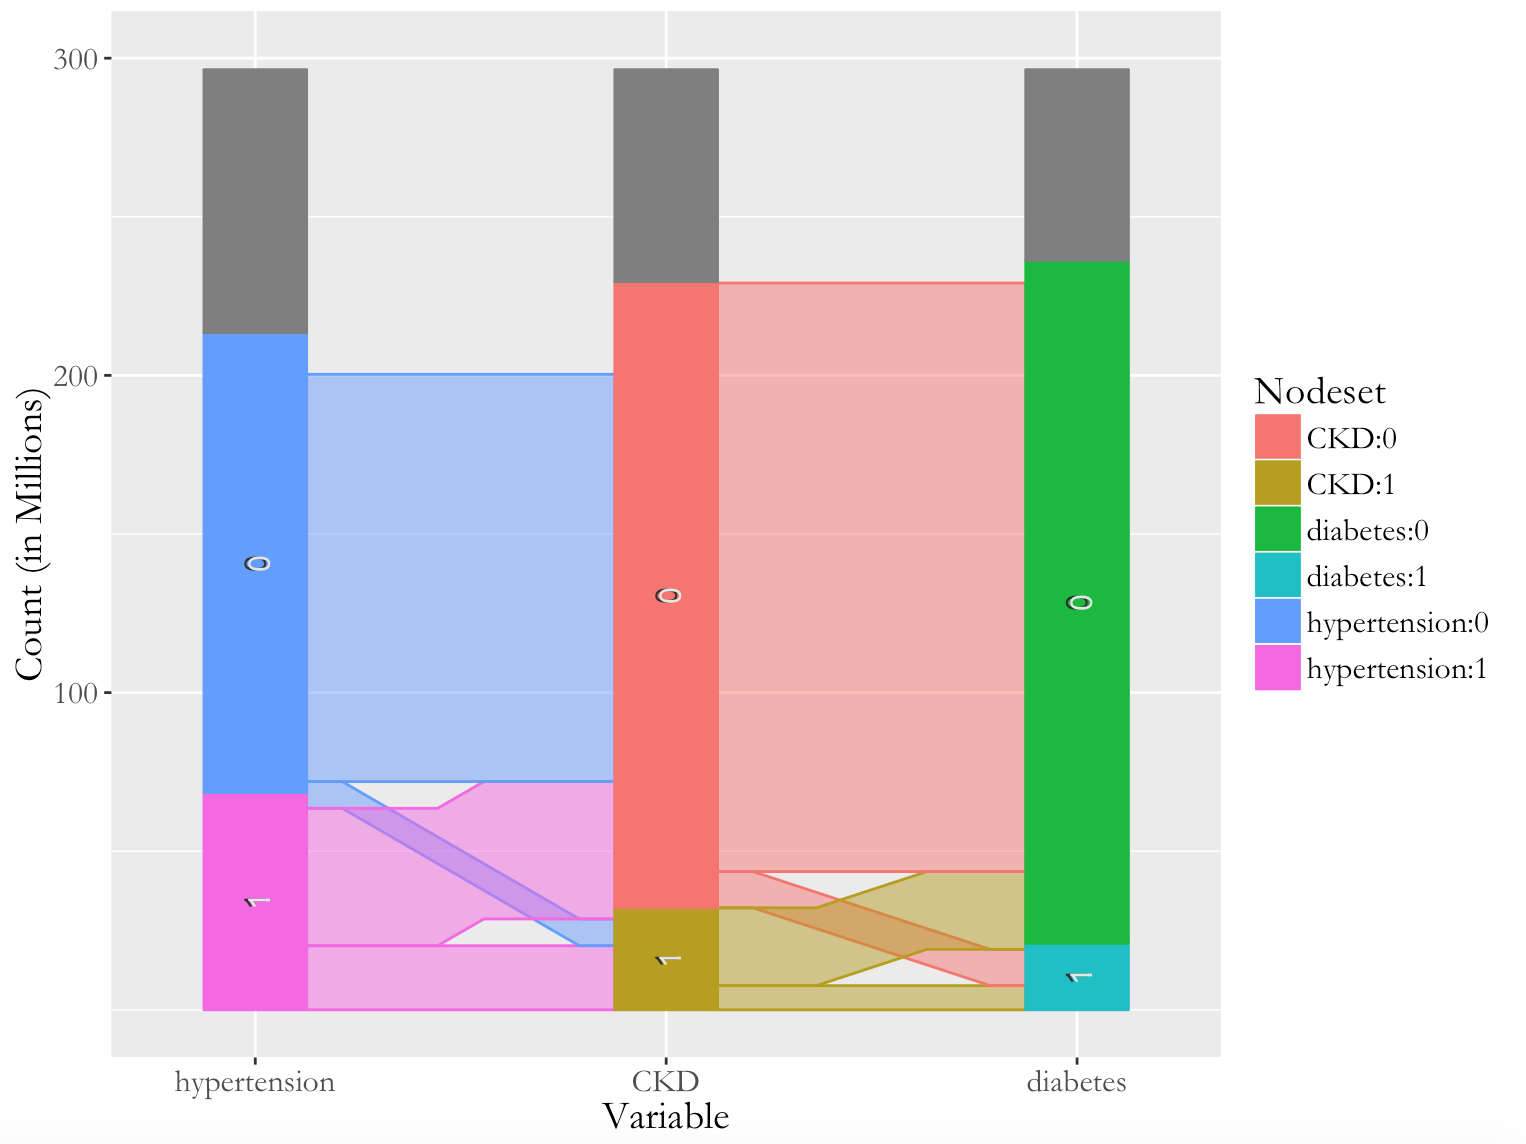 300
200
100
Count (in Millions)
0
1
0
1
0
1
hypertension
CKD
diabetes
Variable
Nodeset
CKD:0
CKD:1
diabetes:0
diabetes:1
hypertension:0
hypertension:1